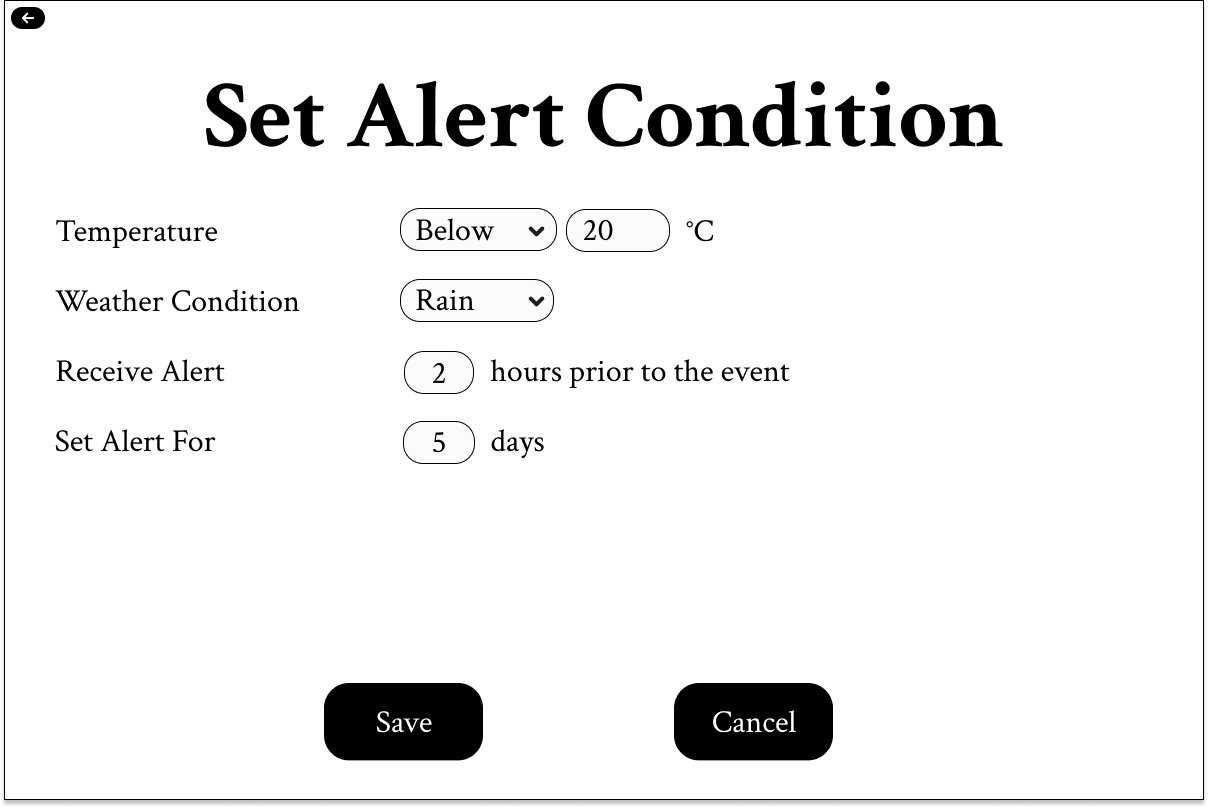 Set Alert Condition
Temperature Below 20 °C
Weather Condition Rain
Receive Alert 2 hours prior to the event
Set Alert For 5 days
Save Cancel